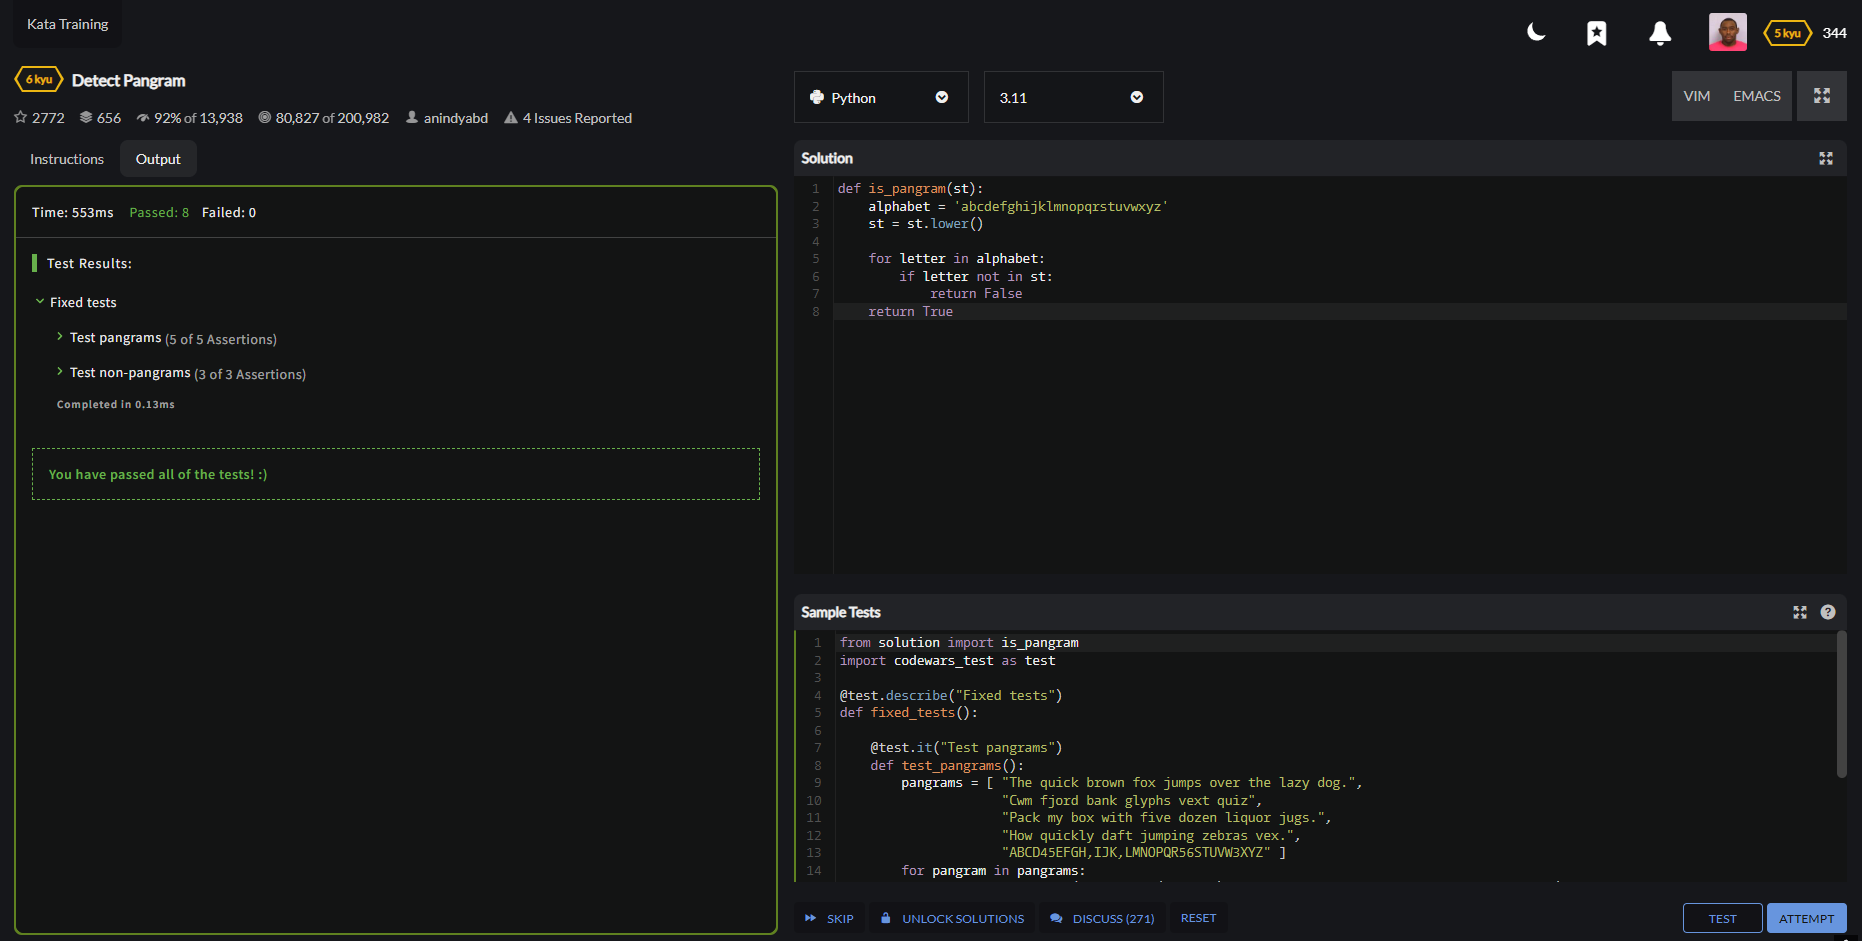 Kata Training
5 kyu 344
6 kyu Detect Pangram
2772 656 92% of 13,938 80,827 of 200,982 anindyabd 4 Issues Reported
Instructions Output
Time: 553ms Passed: 8 Failed: 0
Test Results:
Fixed tests
Test pangrams (5 of 5 Assertions)
Test non-pangrams (3 of 3 Assertions)
Completed in 0.13ms
You have passed all of the tests! :)
Python 3.11 VIM EMACS
Solution
1 def is_pangram(st):
2     alphabet = 'abcdefghijklmnopqrstuvwxyz'
3     st = st.lower()
4
5     for letter in alphabet:
6         if letter not in st:
7             return False
8     return True
Sample Tests
1 from solution import is_pangram
2 import codewars_test as test
3
4 @test.describe("Fixed tests")
5 def fixed_tests():
6
7     @test.it("Test pangrams")
8     def test_pangrams():
9         pangrams = [ "The quick brown fox jumps over the lazy dog.",
10                      "Cwm fjord bank glyphs vext quiz",
11                      "Pack my box with five dozen liquor jugs.",
12                      "How quickly daft jumping zebras vex.",
13                      "ABCD45EFGH,IJK,LMNOPQR56STUVW3XYZ" ]
14         for pangram in pangrams:
SKIP UNLOCK SOLUTIONS DISCUSS (271) RESET TEST ATTEMPT